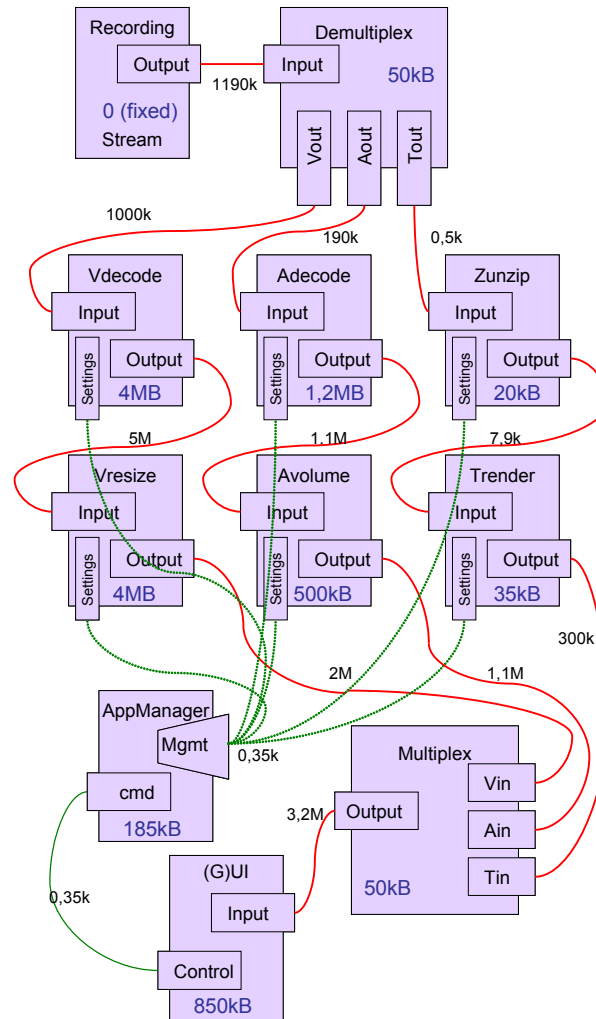 Recording
Output
0 (fixed)
Stream
1190k
Demultiplex
Input
50kB
Vout
Aout
Tout
1000k
190k
0,5k
Vdecode
Input
Output
Settings
4MB
Adecode
Input
Output
Settings
1,2MB
Zunzip
Input
Output
Settings
20kB
5M
1.1M
7,9k
Vresize
Input
Output
Settings
4MB
Avolume
Input
Output
Settings
500kB
Trender
Input
Output
Settings
35kB
300k
2M
1,1M
AppManager
Mgmt
0,35k
cmd
185kB
Multiplex
Vin
Output
Ain
Tin
50kB
3,2M
0,35k
(G)UI
Input
Control
850kB